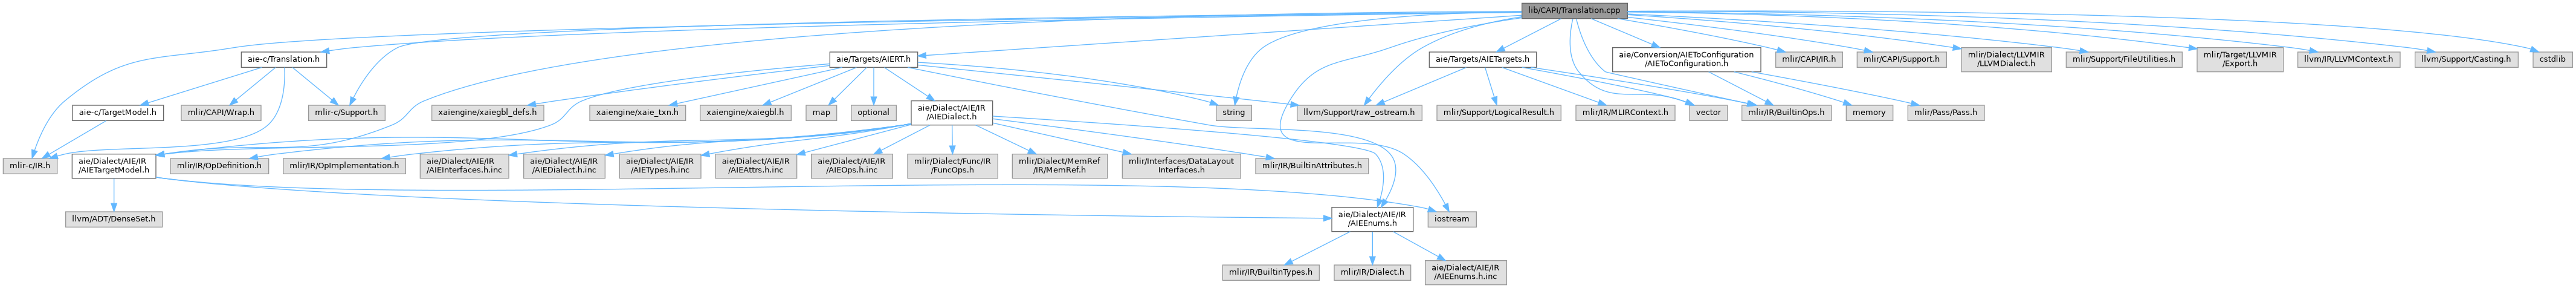 lib/CAPI/Translation.cpp
aie-c/Translation.h
aie/Targets/AIERT.h
aie/Targets/AIETargets.h
aie/Conversion/AIEToConfiguration
/AIEToConfiguration.h
mlir/CAPI/IR.h
mlir/CAPI/Support.h
mlir/Dialect/LLVMIR
/LLVMDialect.h
mlir/Support/FileUtilities.h
mlir/Target/LLVMIR
/Export.h
llvm/IR/LLVMContext.h
llvm/Support/Casting.h
cstdlib
aie-c/TargetModel.h
mlir/CAPI/Wrap.h
mlir-c/Support.h
xaiengine/xaiegbl_defs.h
xaiengine/xaie_txn.h
xaiengine/xaiegbl.h
map
optional
aie/Dialect/AIE/IR
/AIEDialect.h
string
llvm/Support/raw_ostream.h
mlir/Support/LogicalResult.h
mlir/IR/MLIRContext.h
vector
mlir/IR/BuiltinOps.h
memory
mlir/Pass/Pass.h
mlir-c/IR.h
aie/Dialect/AIE/IR
/AIETargetModel.h
mlir/IR/OpDefinition.h
mlir/IR/OpImplementation.h
aie/Dialect/AIE/IR
/AIEInterfaces.h.inc
aie/Dialect/AIE/IR
/AIEDialect.h.inc
aie/Dialect/AIE/IR
/AIETypes.h.inc
aie/Dialect/AIE/IR
/AIEAttrs.h.inc
aie/Dialect/AIE/IR
/AIEOps.h.inc
mlir/Dialect/Func/IR
/FuncOps.h
mlir/Dialect/MemRef
/IR/MemRef.h
mlir/Interfaces/DataLayout
Interfaces.h
mlir/IR/BuiltinAttributes.h
llvm/ADT/DenseSet.h
aie/Dialect/AIE/IR
/AIEEnums.h
iostream
mlir/IR/BuiltinTypes.h
mlir/IR/Dialect.h
aie/Dialect/AIE/IR
/AIEEnums.h.inc